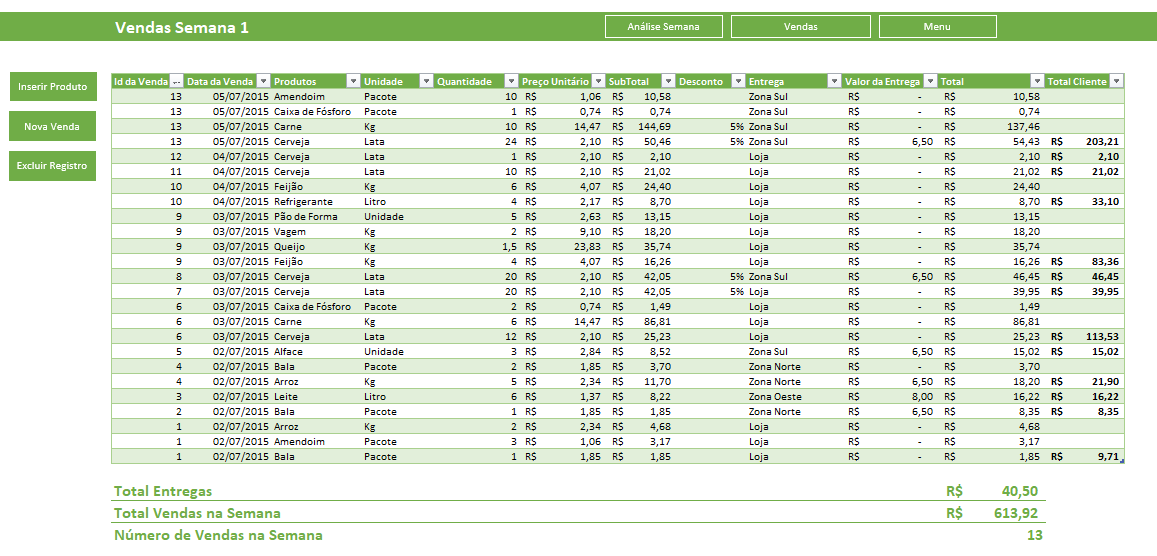 Vendas Semana 1 Análise Semana Vendas Menu
Inserir Produto
Nova Venda
Excluir Registro
Id da Venda Data da Venda Produtos Unidade Quantidade Preço Unitário SubTotal Desconto Entrega Valor da Entrega Total Total Cliente
13 05/07/2015 Amendoim Pacote 10 R$ 1,06 R$ 10,58 Zona Sul R$ - R$ 10,58
13 05/07/2015 Caixa de Fósforo Pacote 1 R$ 0,74 R$ 0,74 Zona Sul R$ - R$ 0,74
13 05/07/2015 Carne Kg 10 R$ 14,47 R$ 144,69 5% Zona Sul R$ - R$ 137,46
13 05/07/2015 Cerveja Lata 24 R$ 2,10 R$ 50,46 5% Zona Sul R$ 6,50 R$ 54,43 R$ 203,21
12 04/07/2015 Cerveja Lata 1 R$ 2,10 R$ 2,10 Loja R$ - R$ 2,10 R$ 2,10
11 04/07/2015 Cerveja Lata 10 R$ 2,10 R$ 21,02 Loja R$ - R$ 21,02 R$ 21,02
10 04/07/2015 Feijão Kg 6 R$ 4,07 R$ 24,40 Loja R$ - R$ 24,40
10 04/07/2015 Refrigerante Litro 4 R$ 2,17 R$ 8,70 Loja R$ - R$ 8,70 R$ 33,10
9 03/07/2015 Pão de Forma Unidade 5 R$ 2,63 R$ 13,15 Loja R$ - R$ 13,15
9 03/07/2015 Vagem Kg 2 R$ 9,10 R$ 18,20 Loja R$ - R$ 18,20
9 03/07/2015 Queijo Kg 1,5 R$ 23,83 R$ 35,74 Loja R$ - R$ 35,74
9 03/07/2015 Feijão Kg 4 R$ 4,07 R$ 16,26 Loja R$ - R$ 16,26 R$ 83,36
8 03/07/2015 Cerveja Lata 20 R$ 2,10 R$ 42,05 5% Zona Sul R$ 6,50 R$ 46,45 R$ 46,45
7 03/07/2015 Cerveja Lata 20 R$ 2,10 R$ 42,05 5% Loja R$ - R$ 39,95 R$ 39,95
6 03/07/2015 Caixa de Fósforo Pacote 2 R$ 0,74 R$ 1,49 Loja R$ - R$ 1,49
6 03/07/2015 Carne Kg 6 R$ 14,47 R$ 86,81 Loja R$ - R$ 86,81
6 03/07/2015 Cerveja Lata 12 R$ 2,10 R$ 25,23 Loja R$ - R$ 25,23 R$ 113,53
5 02/07/2015 Alface Unidade 3 R$ 2,84 R$ 8,52 Zona Sul R$ 6,50 R$ 15,02 R$ 15,02
4 02/07/2015 Bala Pacote 2 R$ 1,85 R$ 3,70 Zona Norte R$ - R$ 3,70
4 02/07/2015 Arroz Kg 5 R$ 2,34 R$ 11,70 Zona Norte R$ 6,50 R$ 18,20 R$ 21,90
3 02/07/2015 Leite Litro 6 R$ 1,37 R$ 8,22 Zona Oeste R$ 8,00 R$ 16,22 R$ 16,22
2 02/07/2015 Bala Pacote 1 R$ 1,85 R$ 1,85 Zona Norte R$ 6,50 R$ 8,35 R$ 8,35
1 02/07/2015 Arroz Kg 2 R$ 2,34 R$ 4,68 Loja R$ - R$ 4,68
1 02/07/2015 Amendoim Pacote 3 R$ 1,06 R$ 3,17 Loja R$ - R$ 3,17
1 02/07/2015 Bala Pacote 1 R$ 1,85 R$ 1,85 Loja R$ - R$ 1,85 R$ 9,71
Total Entregas R$ 40,50
Total Vendas na Semana R$ 613,92
Número de Vendas na Semana 13